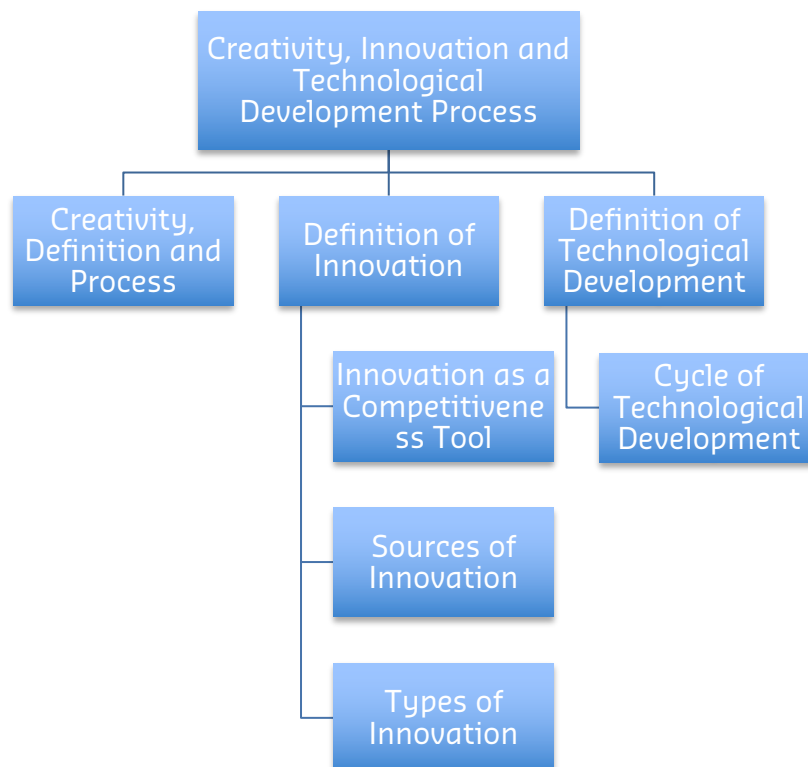 Creativity, Innovation and
Technological
Development Process
Creativity,
Definition and
Process
Definition of
Innovation
Definition of
Technological
Development
Innovation as a
Competitivene
ss Tool
Cycle of
Technological
Development
Sources of
Innovation
Types of
Innovation